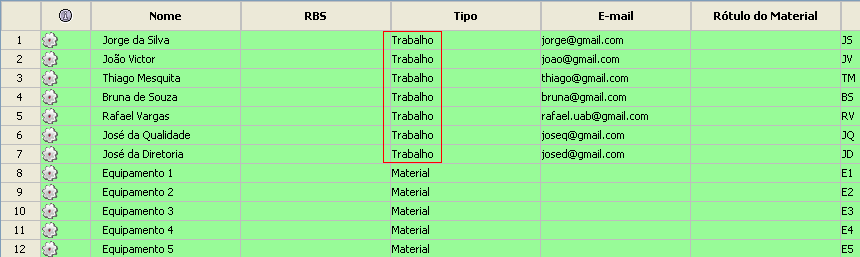 Nome RBS Tipo E-mail Rótulo do Material
1 Jorge da Silva Trabalho jorge@gmail.com JS
2 João Victor Trabalho joao@gmail.com JV
3 Thiago Mesquita Trabalho thiago@gmail.com TM
4 Bruna de Souza Trabalho bruna@gmail.com BS
5 Rafael Vargas Trabalho rafael.uab@gmail.com RV
6 José da Qualidade Trabalho joseq@gmail.com JQ
7 José da Diretoria Trabalho josed@gmail.com JD
8 Equipamento 1 Material E1
9 Equipamento 2 Material E2
10 Equipamento 3 Material E3
11 Equipamento 4 Material E4
12 Equipamento 5 Material E5